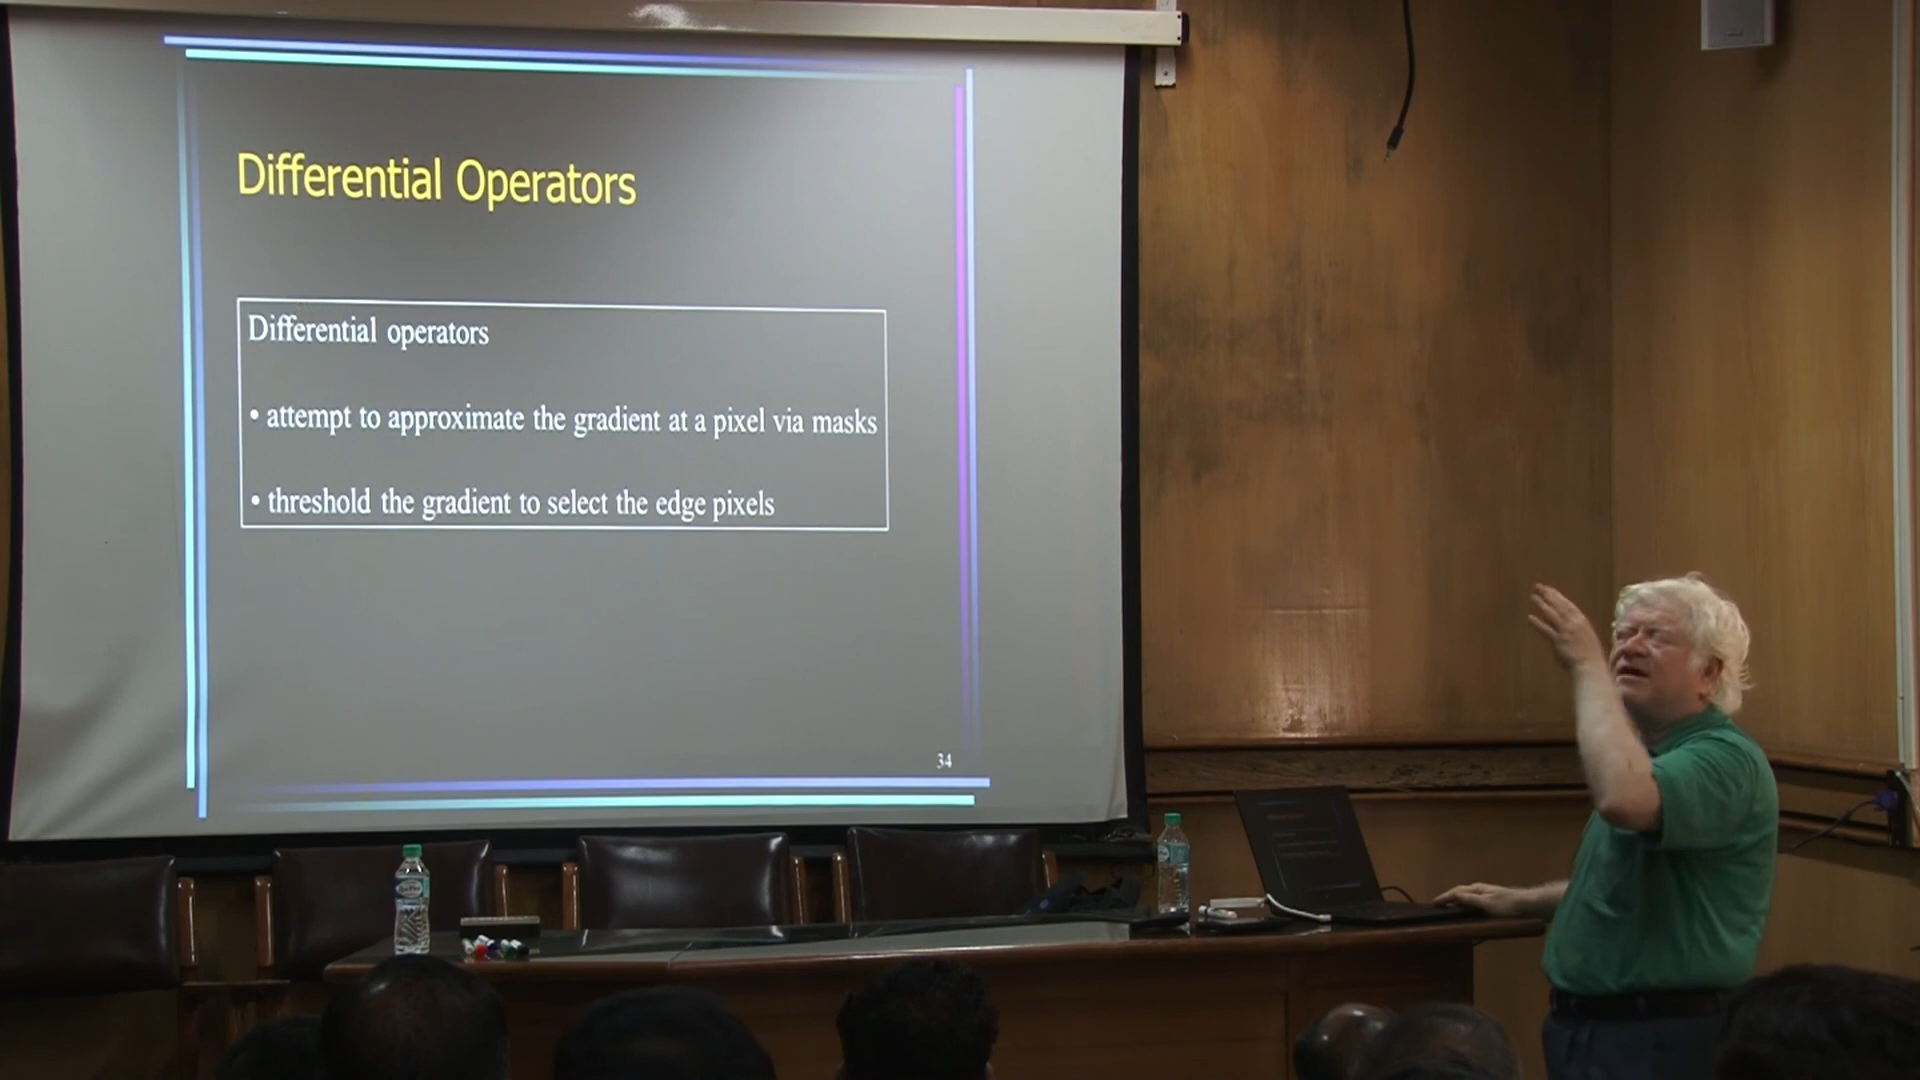 Differential Operators
Differential operators
• attempt to approximate the gradient at a pixel via masks
• threshold the gradient to select the edge pixels
34